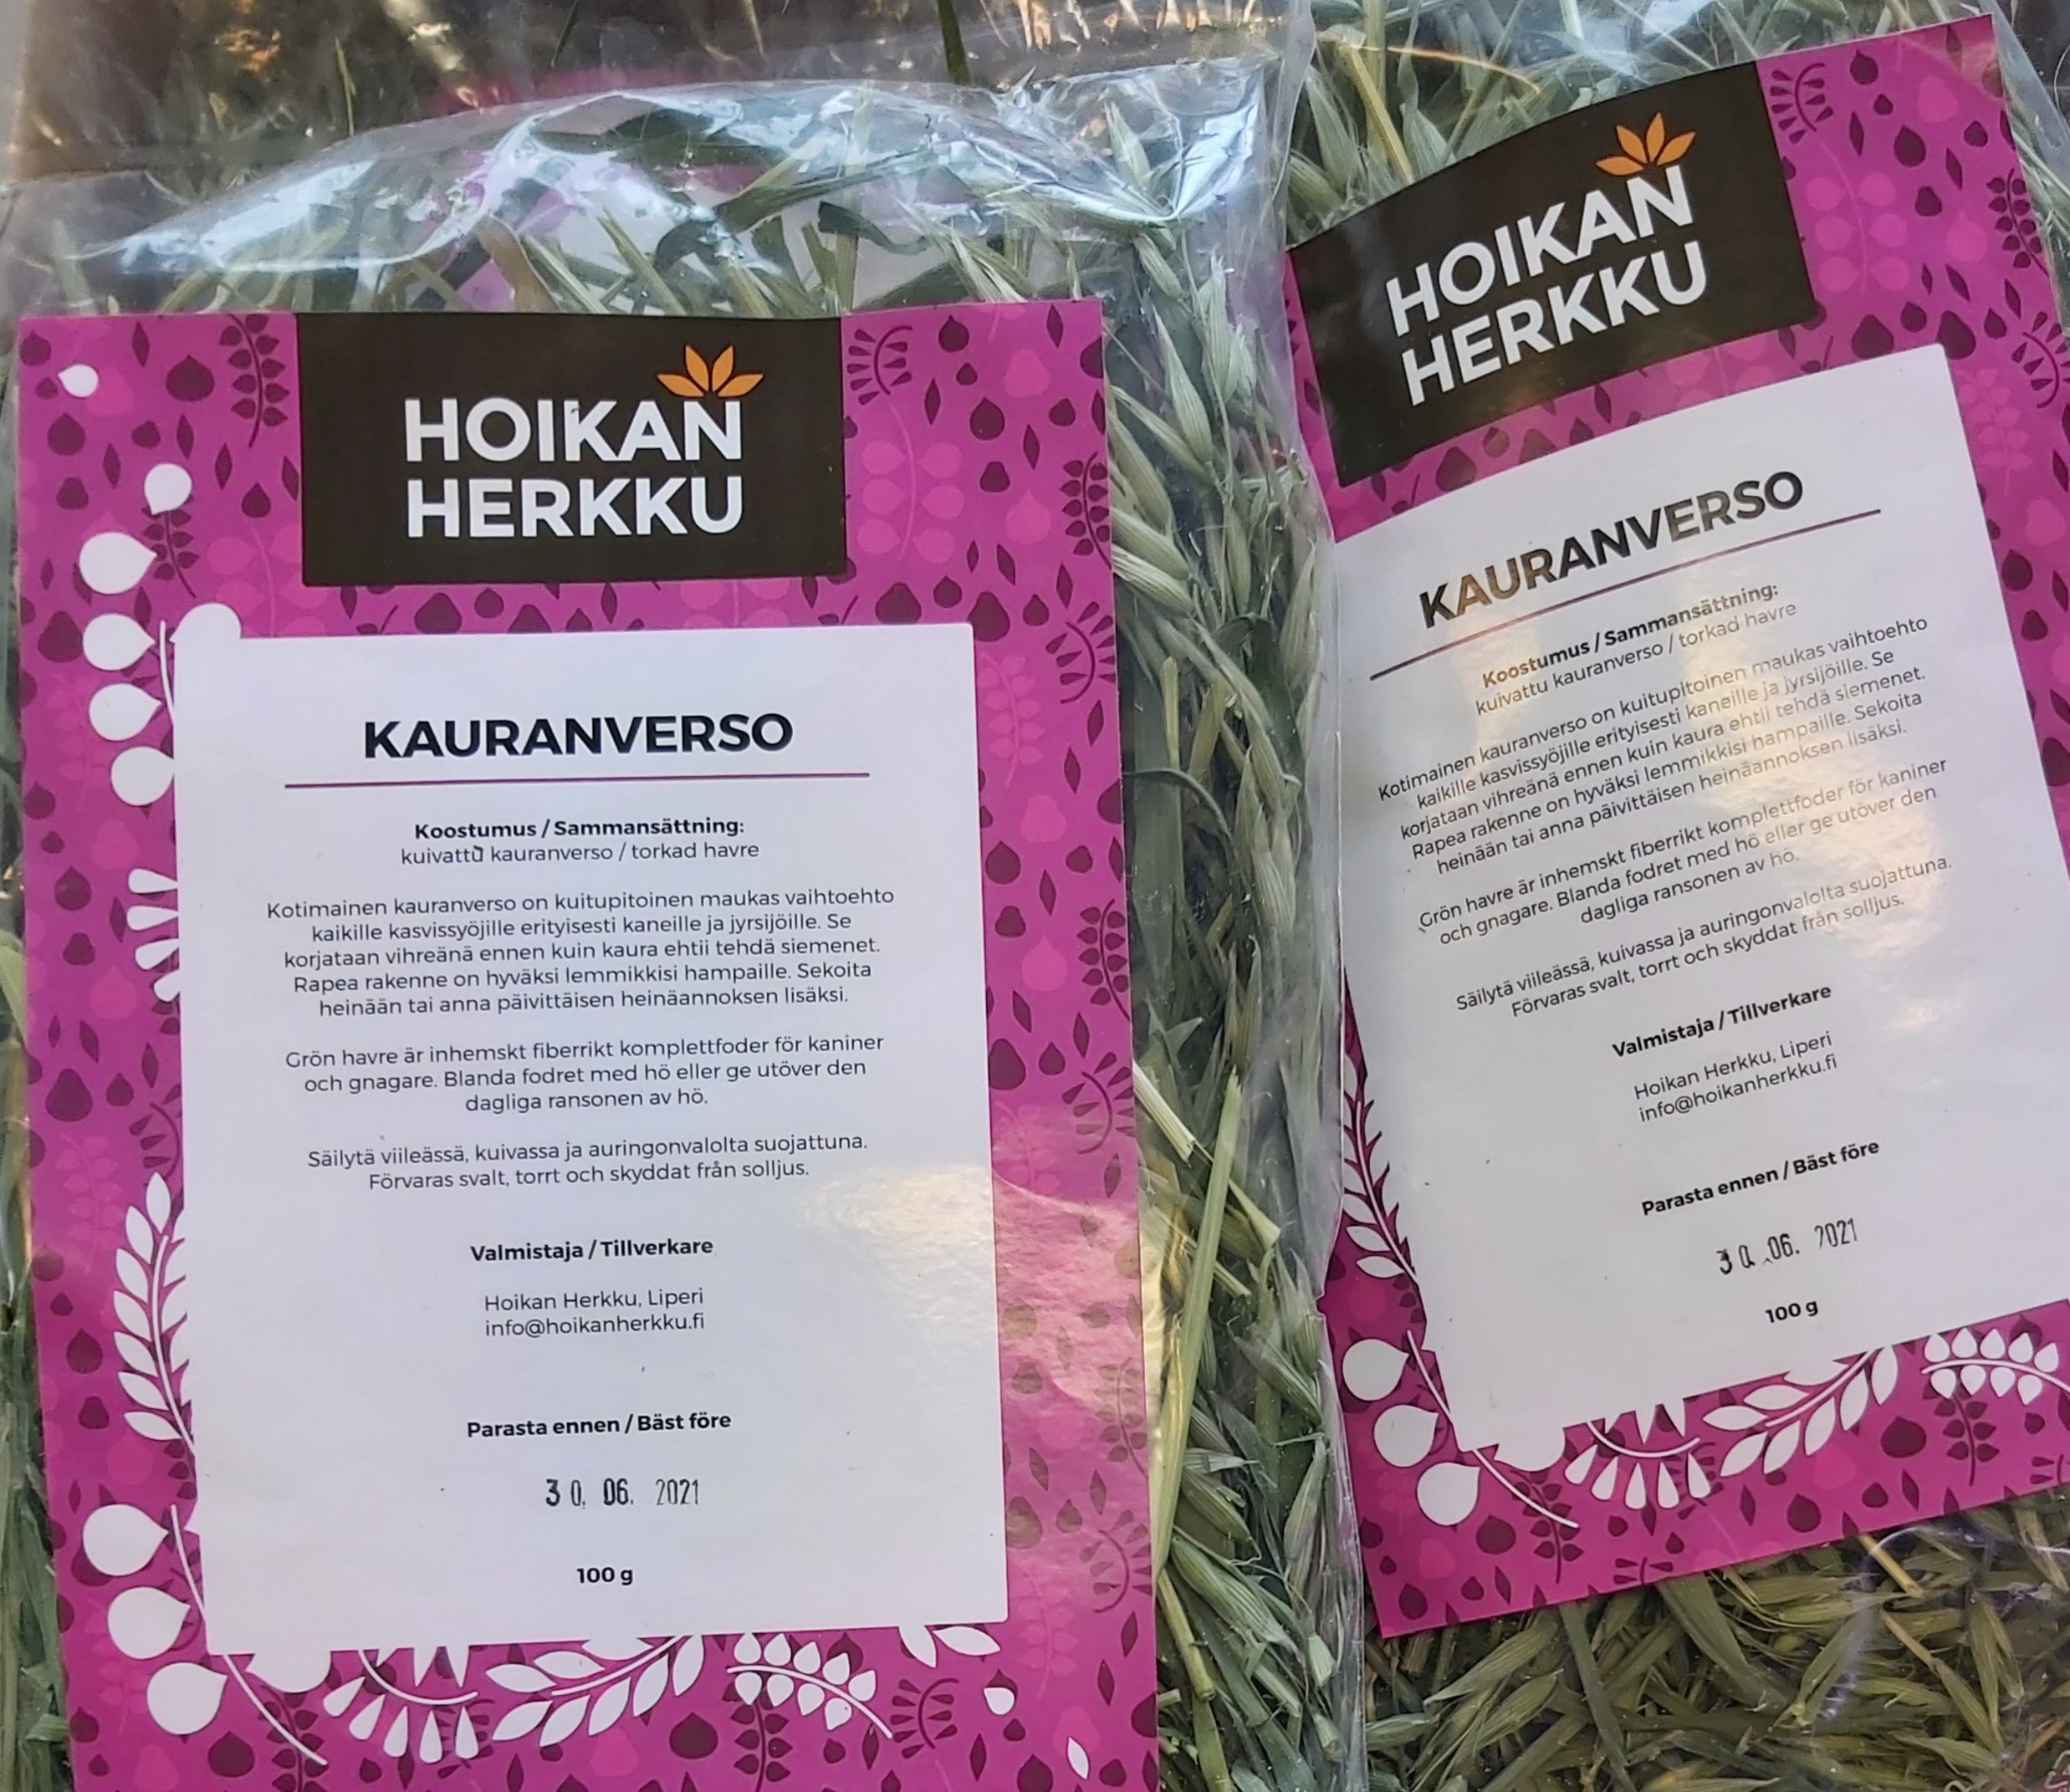 HOIKAN
HERKKU
KAURANVERSO
Koostumus / Sammansättning:
kuivattu kauranverso / torkad havre
Kotimainen kauranverso on kuitupitoinen maukas vaihtoehto
kaikille kasvissyöjille erityisesti kaneille ja jyrsijöille. Se
korjataan vihreänä ennen kuin kaura ehtii tehdä siemenet.
Rapea rakenne on hyväksi lemmikkisi hampaille. Sekoita
heinään tai anna päivittäisen heinäannoksen lisäksi.
Grön havre är inhemskt fiberrikt komplettfoder för kaniner
och gnagare. Blanda fodret med hö eller ge utöver den
dagliga ransonen av hö.
Säilytä viileässä, kuivassa ja auringonvalolta suojattuna.
Förvaras svalt, torrt och skyddat från solljus.
Valmistaja / Tillverkare
Hoikan Herkku, Liperi
info@hoikanherkku.fi
Parasta ennen / Bäst före
30. 06. 2021
100 g
HOIKAN
HERKKU
KAURANVERSO
Koostumus / Sammansättning:
kuivattu kauranverso / torkad havre
Kotimainen kauranverso on kuitupitoinen maukas vaihtoehto
kaikille kasvissyöjille erityisesti kaneille ja jyrsijöille. Se
korjataan vihreänä ennen kuin kaura ehtii tehdä siemenet.
Rapea rakenne on hyväksi lemmikkisi hampaille. Sekoita
heinään tai anna päivittäisen heinäannoksen lisäksi.
Grön havre är inhemskt fiberrikt komplettfoder för kaniner
och gnagare. Blanda fodret med hö eller ge utöver den
dagliga ransonen av hö.
Säilytä viileässä, kuivassa ja auringonvalolta suojattuna.
Förvaras svalt, torrt och skyddat från solljus.
Valmistaja / Tillverkare
Hoikan Herkku, Liperi
info@hoikanherkku.fi
Parasta ennen / Bäst före
30. 06. 2021
100 g